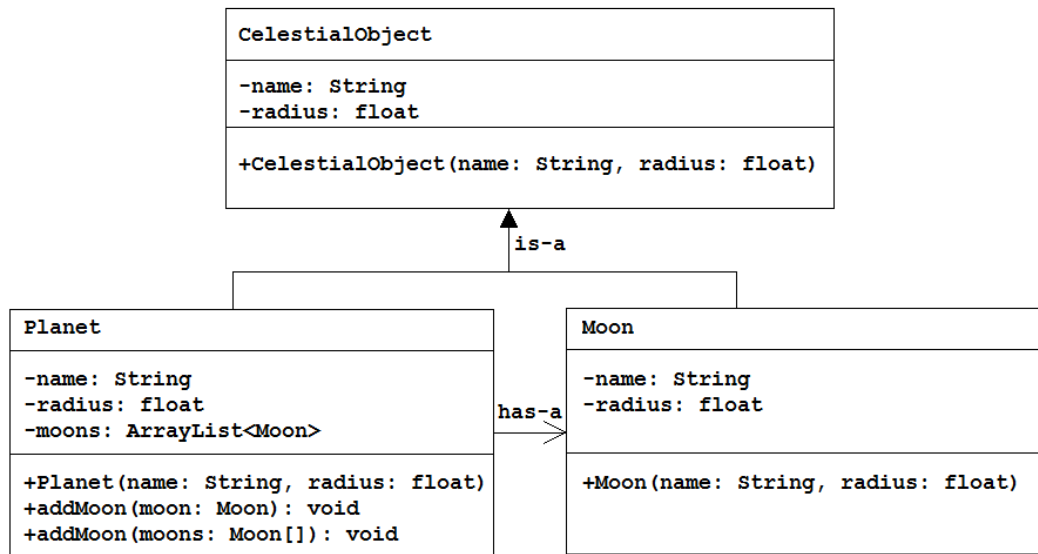 CelestialObject
-name: String
-radius: float
+CelestialObject(name: String, radius: float)
is-a
Planet
-name: String
-radius: float
-moons: ArrayList<Moon>
+Planet(name: String, radius: float)
+addMoon(moon: Moon): void
+addMoon(moons: Moon[]): void
has-a
Moon
-name: String
-radius: float
+Moon(name: String, radius: float)